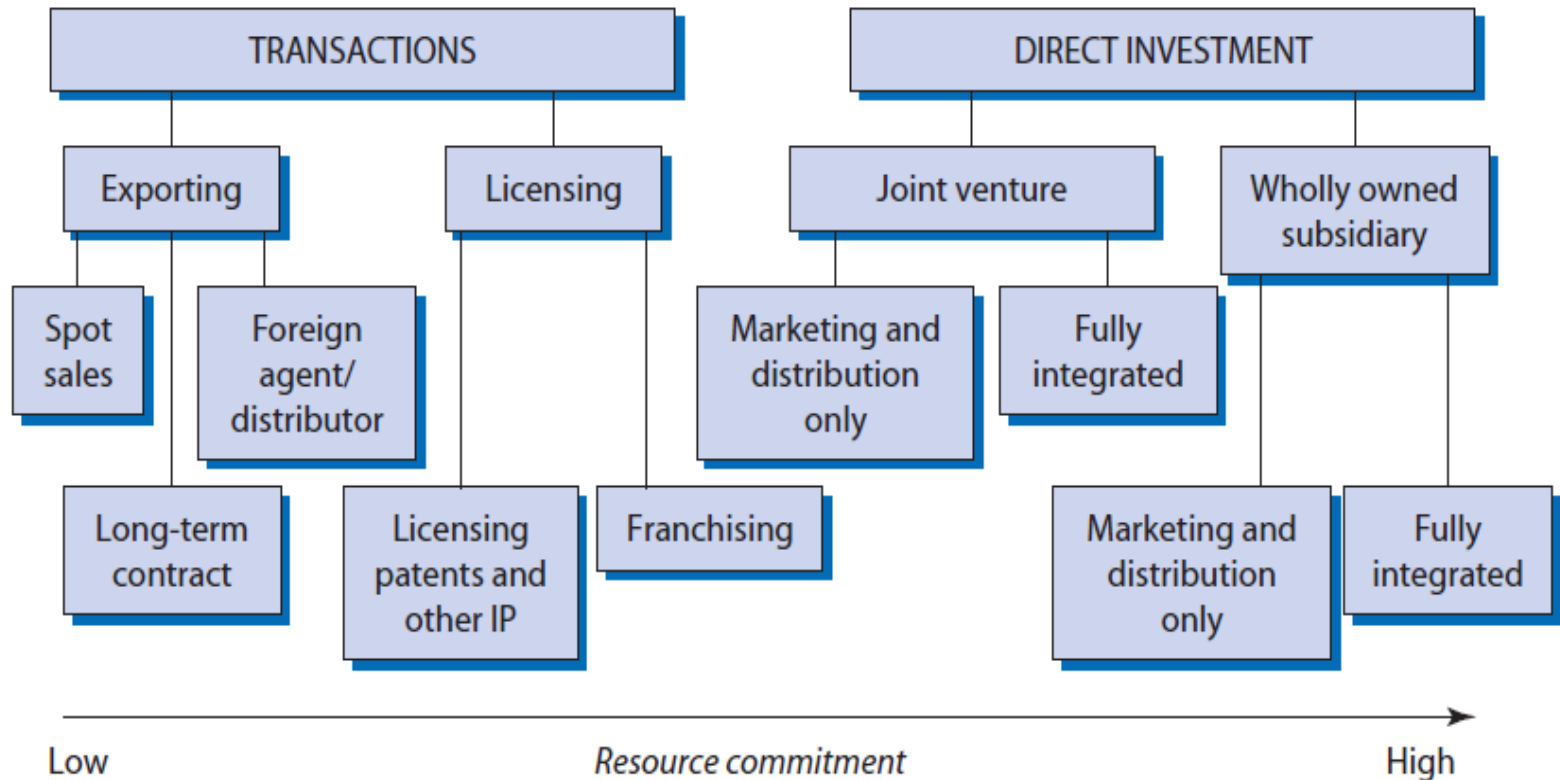 TRANSACTIONS
DIRECT INVESTMENT
Exporting
Licensing
Joint venture
Wholly owned
subsidiary
Spot
sales
Foreign
agent/
distributor
Marketing and
distribution
only
Fully
integrated
Long-term
contract
Licensing
patents and
other IP
Franchising
Marketing and
distribution
only
Fully
integrated
Low
Resource commitment
High